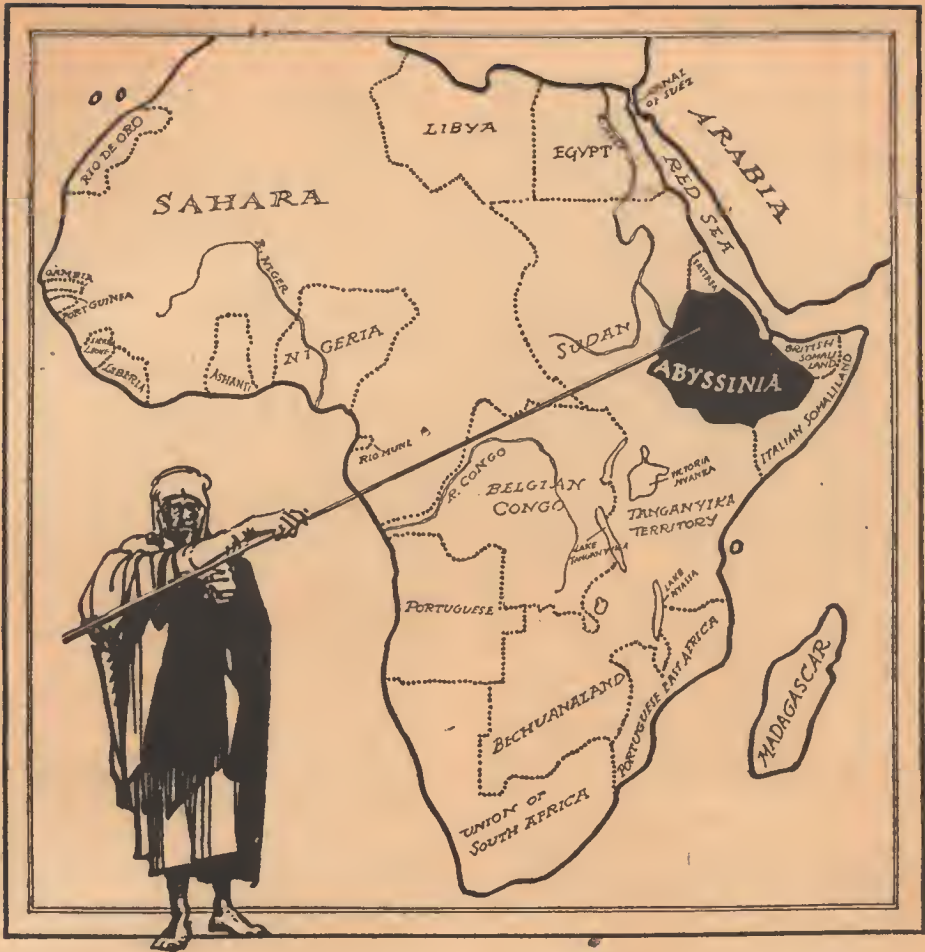 CANAL
OF SUEZ
ARABIA
LIBYA
EGYPT
RED SEA
RIO DE ORO
SAHARA
R. NIGER
GAMBIA
PORT GUINEA
SIERRA
LEONE
LIBERIA
ASHANTI
NIGERIA
SUDAN
ABYSSINIA
BRITISH
SOMALI
LAND
ITALIAN SOMALILAND
RIO MUNI
R. CONGO
BELGIAN
CONGO
VICTORIA
NYANZA
TANGANYIKA
TERRITORY
LAKE
TANGANYIKA
LAKE
NYASSA
PORTUGUESE
PORTUGUESE EAST AFRICA
BECHUANALAND
MADAGASCAR
UNION OF
SOUTH AFRICA